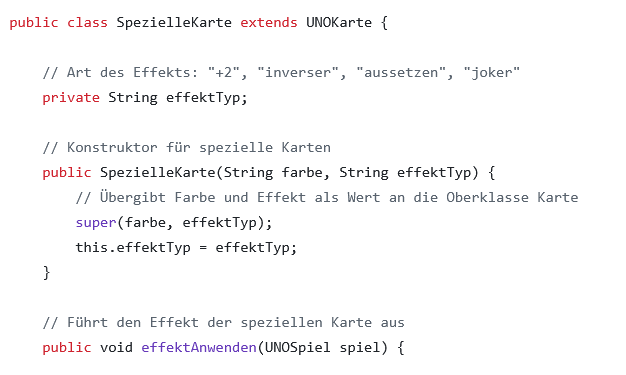 public class SpezielleKarte extends UNOKarte {
// Art des Effekts: "+2", "inverser", "aussetzen", "joker"
private String effektTyp;
// Konstruktor für spezielle Karten
public SpezielleKarte(String farbe, String effektTyp) {
// Übergibt Farbe und Effekt als Wert an die Oberklasse Karte
super(farbe, effektTyp);
this.effektTyp = effektTyp;
}
// Führt den Effekt der speziellen Karte aus
public void effektAnwenden(UNOSpiel spiel) {